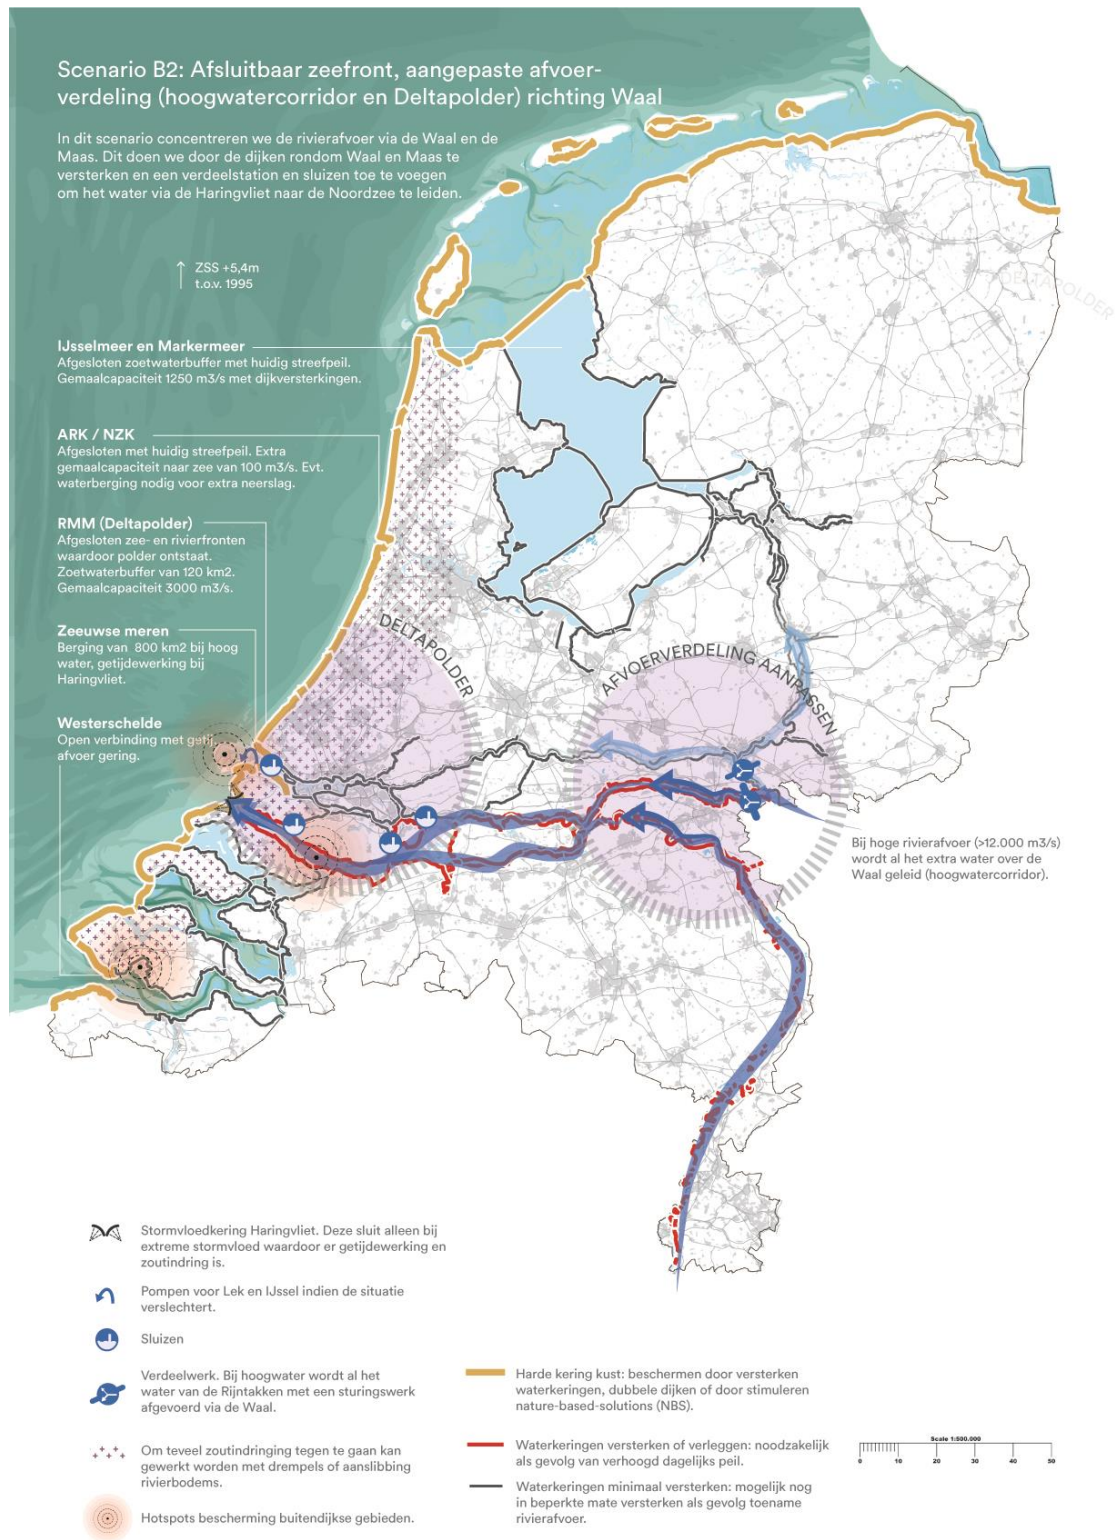 Scenario B2: Afsluitbaar zeefront, aangepaste afvoer-
verdeling (hoogwatercorridor en Deltapolder) richting Waal
In dit scenario concentreren we de rivierafvoer via de Waal en de
Maas. Dit doen we door de dijken rondom Waal en Maas te
versterken en een verdeelstation en sluizen toe te voegen
om het water via de Haringvliet naar de Noordzee te leiden.
ZSS +5,4m
t.o.v. 1995
DELTAPOLDER
IJsselmeer en Markermeer
Afgesloten zoetwaterbuffer met huidig streefpeil.
Gemaalcapaciteit 1250 m3/s met dijkversterkingen.
ARK / NZK
Afgesloten met huidig streefpeil. Extra
gemaalcapaciteit naar zee van 100 m3/s. Evt.
waterberging nodig voor extra neerslag.
RMM (Deltapolder)
Afgesloten zee- en rivierfronten
waardoor polder ontstaat.
Zoetwaterbuffer van 120 km2.
Gemaalcapaciteit 3000 m3/s.
Zeeuwse meren
Berging van 800 km2 bij hoog
water, getijdewerking bij
Haringvliet.
Westerschelde
Open verbinding met getij,
afvoer gering.
DELTAPOLDER
AFVOERVERDELING AANPASSEN
Bij hoge rivierafvoer (>12.000 m3/s)
wordt al het extra water over de
Waal geleid (hoogwatercorridor).
Stormvloedkering Haringvliet. Deze sluit alleen bij
extreme stormvloed waardoor er getijdewerking en
zoutindring is.
Pompen voor Lek en IJssel indien de situatie
verslechtert.
Sluizen
Verdeelwerk. Bij hoogwater wordt al het
water van de Rijntakken met een sturingswerk
afgevoerd via de Waal.
Om teveel zoutindringing tegen te gaan kan
gewerkt worden met drempels of aanslibbing
rivierbodems.
Hotspots bescherming buitendijkse gebieden.
Harde kering kust: beschermen door versterken
waterkeringen, dubbele dijken of door stimuleren
nature-based-solutions (NBS).
Waterkeringen versterken of verleggen: noodzakelijk
als gevolg van verhoogd dagelijks peil.
Waterkeringen minimaal versterken: mogelijk nog
in beperkte mate versterken als gevolg toename
rivierafvoer.
Scale 1:500.000
0 10 20 30 40 50